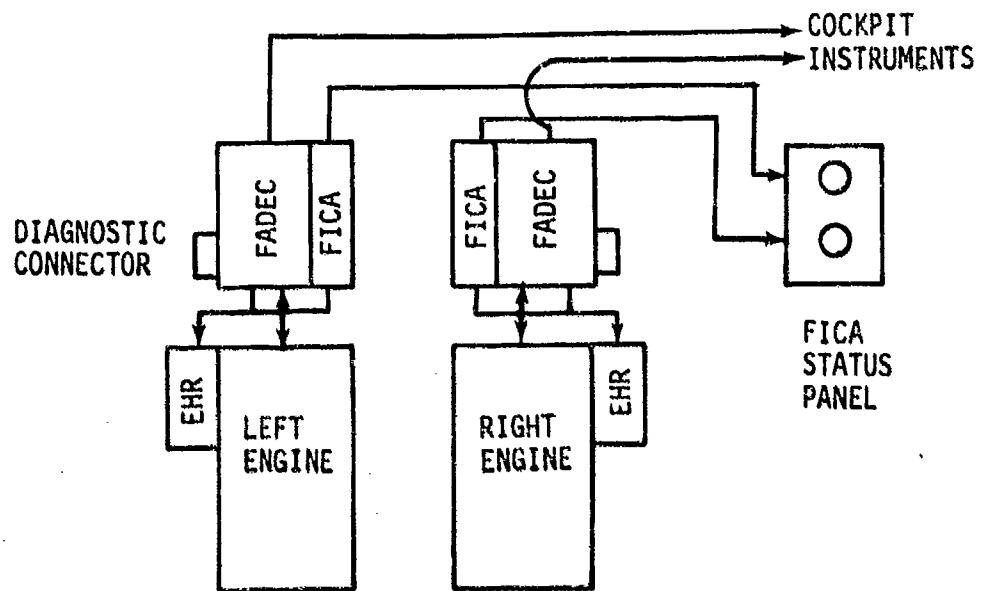 COCKPIT
INSTRUMENTS
FADEC
FICA
FICA
FADEC
DIAGNOSTIC
CONNECTOR
EHR
LEFT
ENGINE
RIGHT
ENGINE
EHR
FICA
STATUS
PANEL